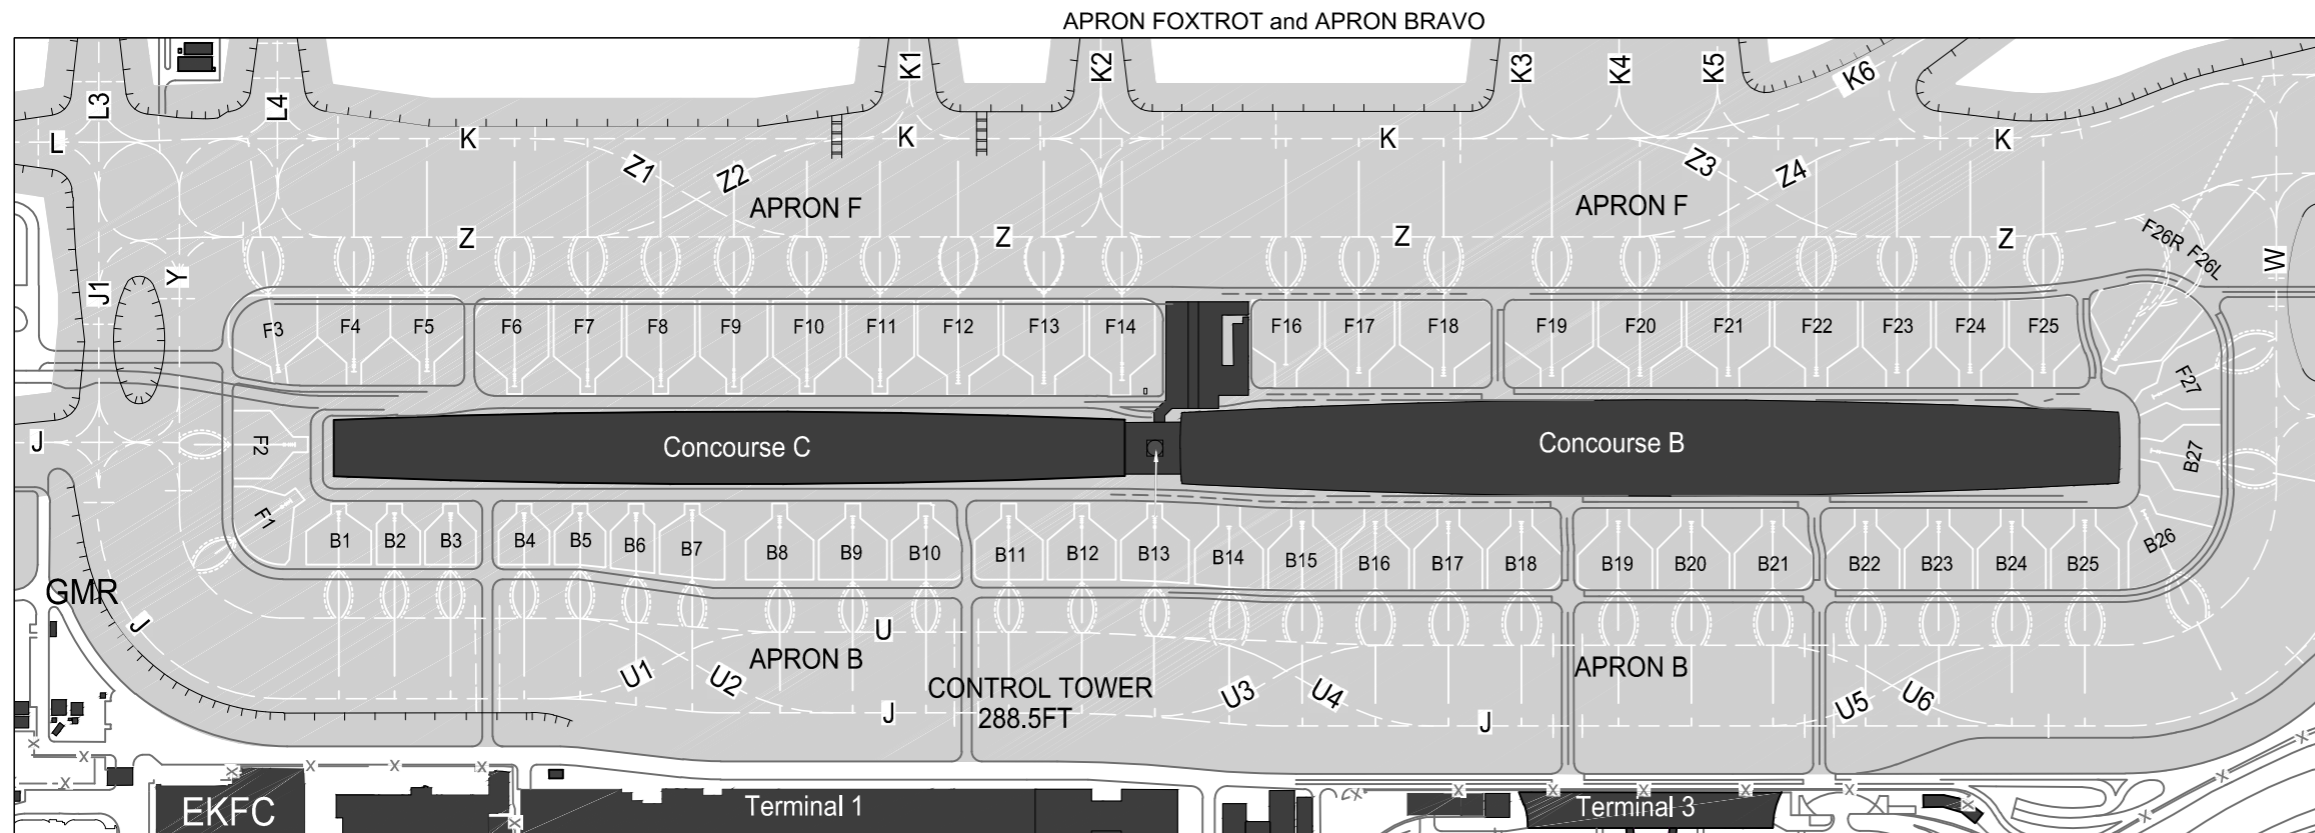 APRON FOXTROT and APRON BRAVO
L3
L4
K1
K2
K3
K4
K5
K6
L
K
K
K
K
Z1
Z2
Z3
Z4
APRON F
APRON F
Z
Z
Z
Z
F26R
F26L
W
J1
Y
F3
F4
F5
F6
F7
F8
F9
F10
F11
F12
F13
F14
F16
F17
F18
F19
F20
F21
F22
F23
F24
F25
F27
J
F2
Concourse C
Concourse B
B27
F1
B1
B2
B3
B4
B5
B6
B7
B8
B9
B10
B11
B12
B13
B14
B15
B16
B17
B18
B19
B20
B21
B22
B23
B24
B25
B26
GMR
J
U
U1
U2
APRON B
APRON B
CONTROL TOWER
288.5FT
U3
U4
U5
U6
J
J
EKFC
Terminal 1
Terminal 3